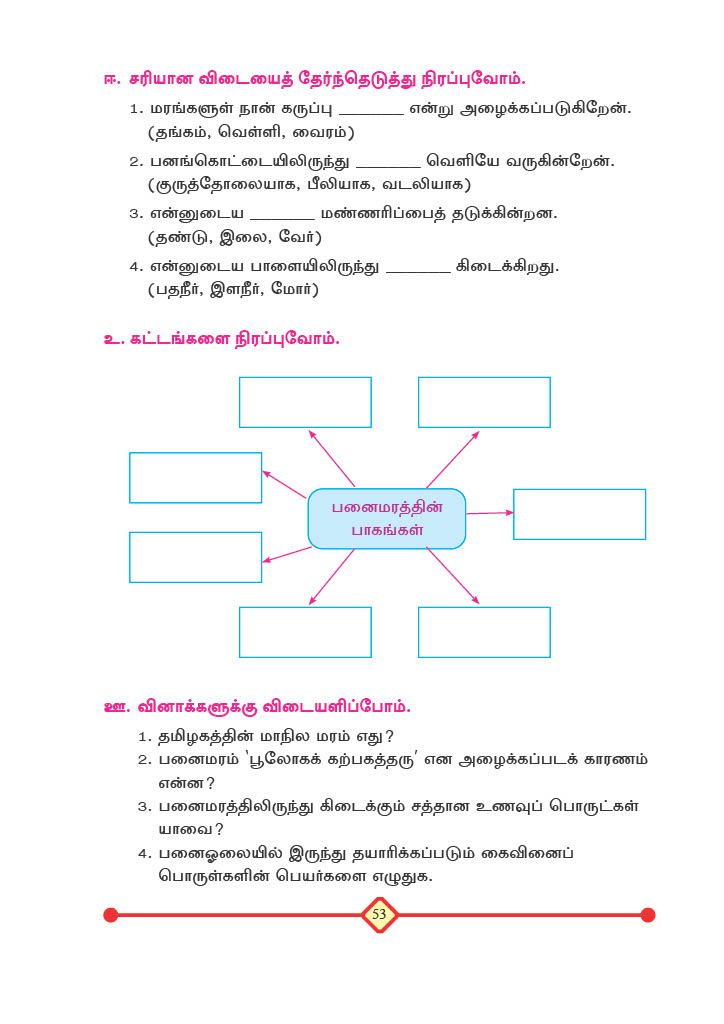 ஈ. சரியான விடையைத் தேர்ந்தெடுத்து நிரப்புவோம்.
1. மரங்களுள் நான் கருப்பு ______ என்று அழைக்கப்படுகிறேன்.
(தங்கம், வெள்ளி, வைரம்)
2. பனங்கொட்டையிலிருந்து ______ வெளியே வருகின்றேன்.
(குருத்தோலையாக, பீலியாக, வடலியாக)
3. என்னுடைய ______ மண்ணரிப்பைத் தடுக்கின்றன.
(தண்டு, இலை, வேர்)
4. என்னுடைய பாளையிலிருந்து ______ கிடைக்கிறது.
(பதநீர், இளநீர், மோர்)
உ. கட்டங்களை நிரப்புவோம்.
பனைமரத்தின்
பாகங்கள்
ஊ. வினாக்களுக்கு விடையளிப்போம்.
1. தமிழகத்தின் மாநில மரம் எது?
2. பனைமரம் ‘பூலோகக் கற்பகத்தரு’ என அழைக்கப்படக் காரணம்
என்ன?
3. பனைமரத்திலிருந்து கிடைக்கும் சத்தான உணவுப் பொருட்கள்
யாவை?
4. பனைஓலையில் இருந்து தயாரிக்கப்படும் கைவினைப்
பொருள்களின் பெயர்களை எழுதுக.
53